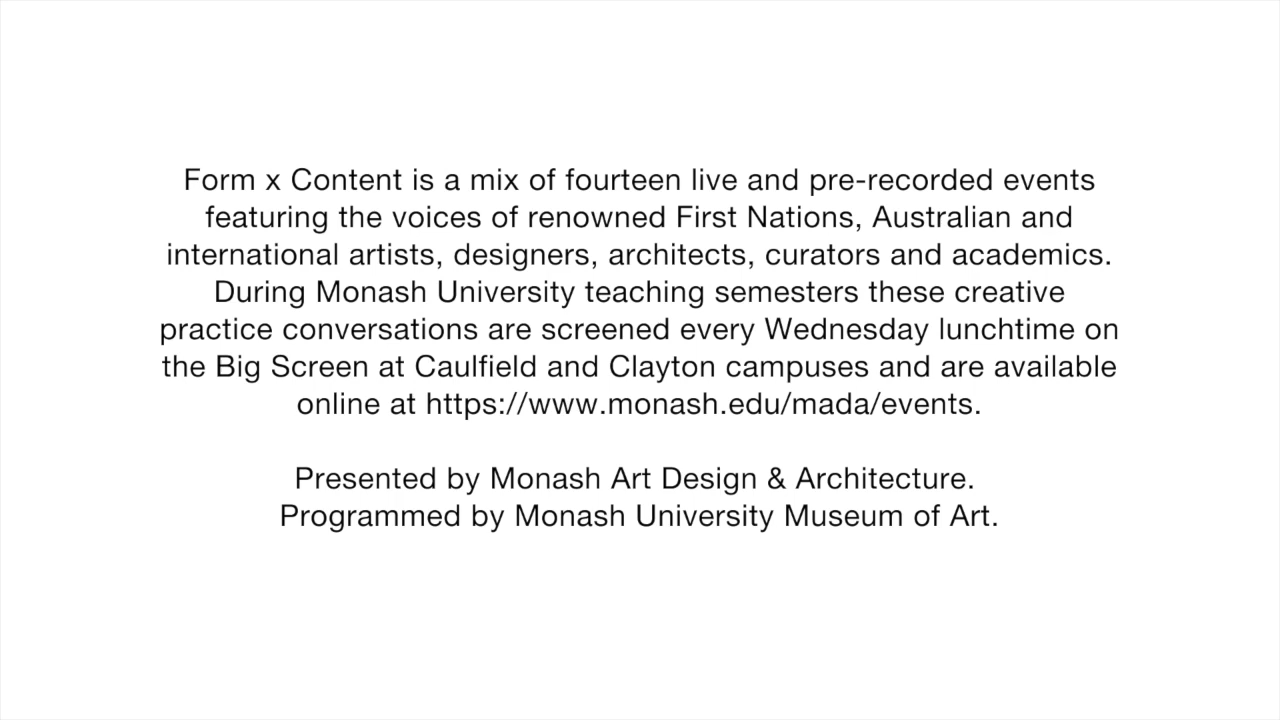 Form x Content is a mix of fourteen live and pre-recorded events
featuring the voices of renowned First Nations, Australian and
international artists, designers, architects, curators and academics.
During Monash University teaching semesters these creative
practice conversations are screened every Wednesday lunchtime on
the Big Screen at Caulfield and Clayton campuses and are available
online at https://www.monash.edu/mada/events.
Presented by Monash Art Design & Architecture.
Programmed by Monash University Museum of Art.